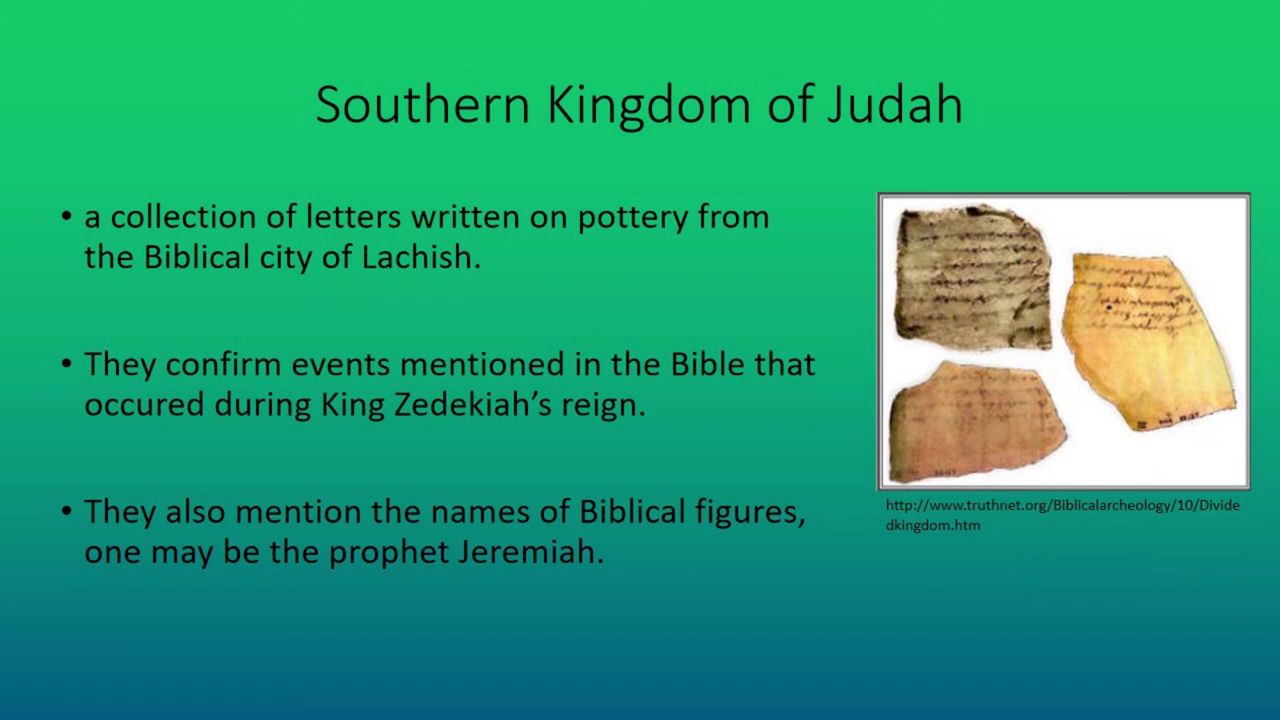 Southern Kingdom of Judah
• a collection of letters written on pottery from
the Biblical city of Lachish.
• They confirm events mentioned in the Bible that
occured during King Zedekiah’s reign.
• They also mention the names of Biblical figures,
one may be the prophet Jeremiah.
http://www.truthnet.org/Biblicalarcheology/10/Divide
dkingdom.htm